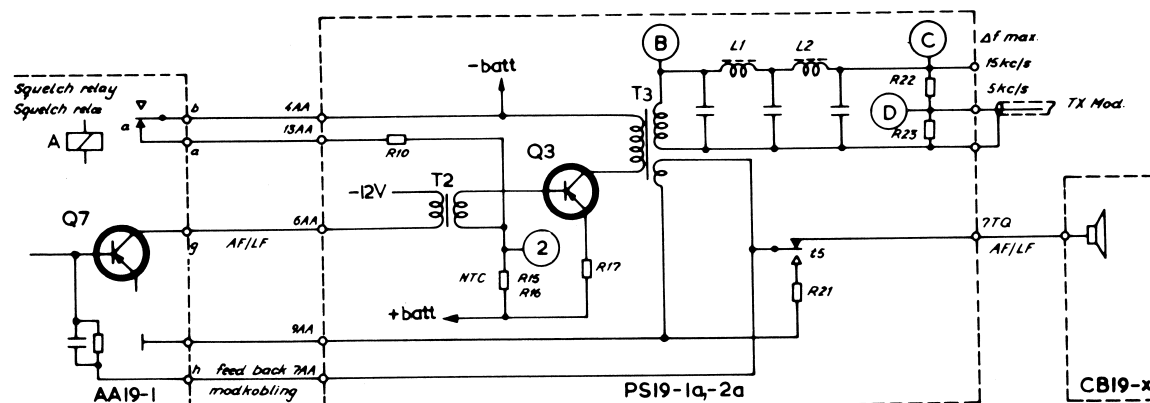 Squelch relay
Squelch relæ
A
a
b
a
4AA
13AA
R10
-batt
Q3
T3
B
L1
L2
C
Δf max.
15kc/s
R22
5kc/s
D
R23
TX Mod.
-12V
T2
Q7
g
AF/LF
6AA
2
NTC
R15
R16
R17
+batt
t5
R21
7TQ
AF/LF
9AA
h
feed back 7AA
modkobling
AA19-1
PS19-1a,-2a
CB19-x